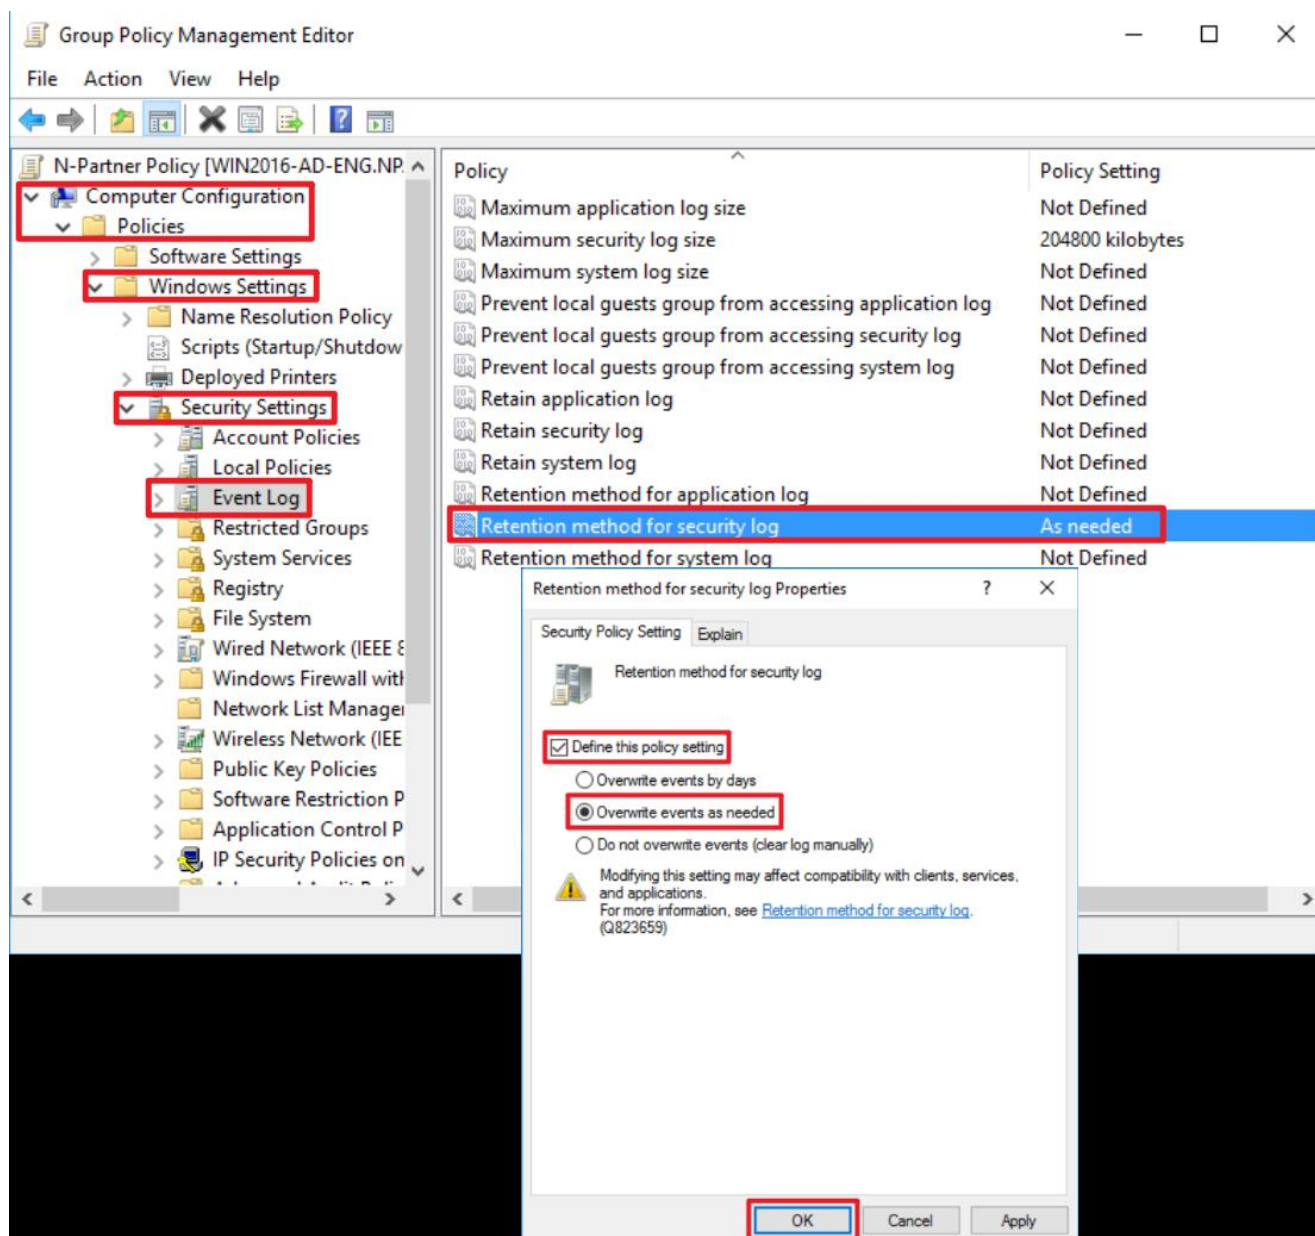 Group Policy Management Editor
File Action View Help
N-Partner Policy [WIN2016-AD-ENG.NP.
Computer Configuration
Policies
Software Settings
Windows Settings
Name Resolution Policy
Scripts (Startup/Shutdow
Deployed Printers
Security Settings
Account Policies
Local Policies
Event Log
Restricted Groups
System Services
Registry
File System
Wired Network (IEEE 8
Windows Firewall with
Network List Manager
Wireless Network (IEE
Public Key Policies
Software Restriction P
Application Control P
IP Security Policies on
Policy Policy Setting
Maximum application log size Not Defined
Maximum security log size 204800 kilobytes
Maximum system log size Not Defined
Prevent local guests group from accessing application log Not Defined
Prevent local guests group from accessing security log Not Defined
Prevent local guests group from accessing system log Not Defined
Retain application log Not Defined
Retain security log Not Defined
Retain system log Not Defined
Retention method for application log Not Defined
Retention method for security log As needed
Retention method for system log Not Defined
Retention method for security log Properties ?
Security Policy Setting Explain
Retention method for security log
Define this policy setting
Overwrite events by days
Overwrite events as needed
Do not overwrite events (clear log manually)
Modifying this setting may affect compatibility with clients, services,
and applications.
For more information, see Retention method for security log.
(Q823659)
OK Cancel Apply